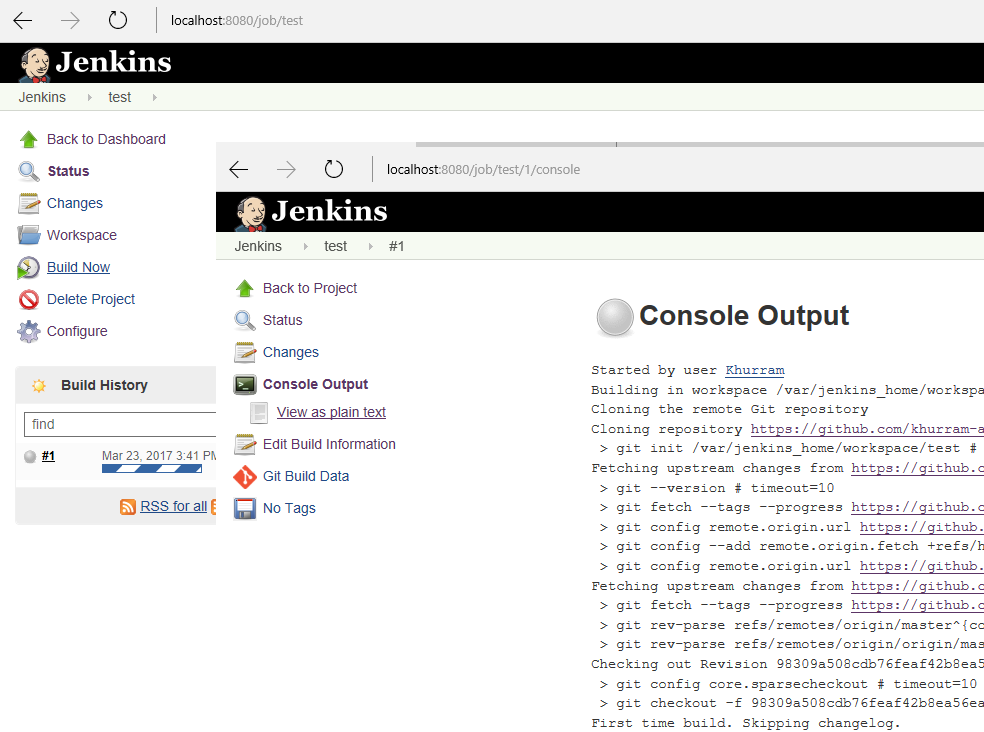 localhost:8080/job/test
Jenkins
Jenkins test
Back to Dashboard
Status
Changes
Workspace
Build Now
Delete Project
Configure
Build History
find
#1 Mar 23, 2017 3:41 PM
RSS for all
localhost:8080/job/test/1/console
Jenkins
Jenkins test #1
Back to Project
Status
Changes
Console Output
View as plain text
Edit Build Information
Git Build Data
No Tags
Console Output
Started by user Khurram
Building in workspace /var/jenkins_home/workspa
Cloning the remote Git repository
Cloning repository https://github.com/khurram-a
> git init /var/jenkins_home/workspace/test #
Fetching upstream changes from https://github.c
> git --version # timeout=10
> git fetch --tags --progress https://github.c
> git config remote.origin.url https://github.
> git config --add remote.origin.fetch +refs/h
> git config remote.origin.url https://github.
Fetching upstream changes from https://github.c
> git fetch --tags --progress https://github.c
> git rev-parse refs/remotes/origin/master^{co
> git rev-parse refs/remotes/origin/origin/mas
Checking out Revision 98309a508cdb76feaf42b8ea5
> git config core.sparsecheckout # timeout=10
> git checkout -f 98309a508cdb76feaf42b8ea56ea
First time build. Skipping changelog.